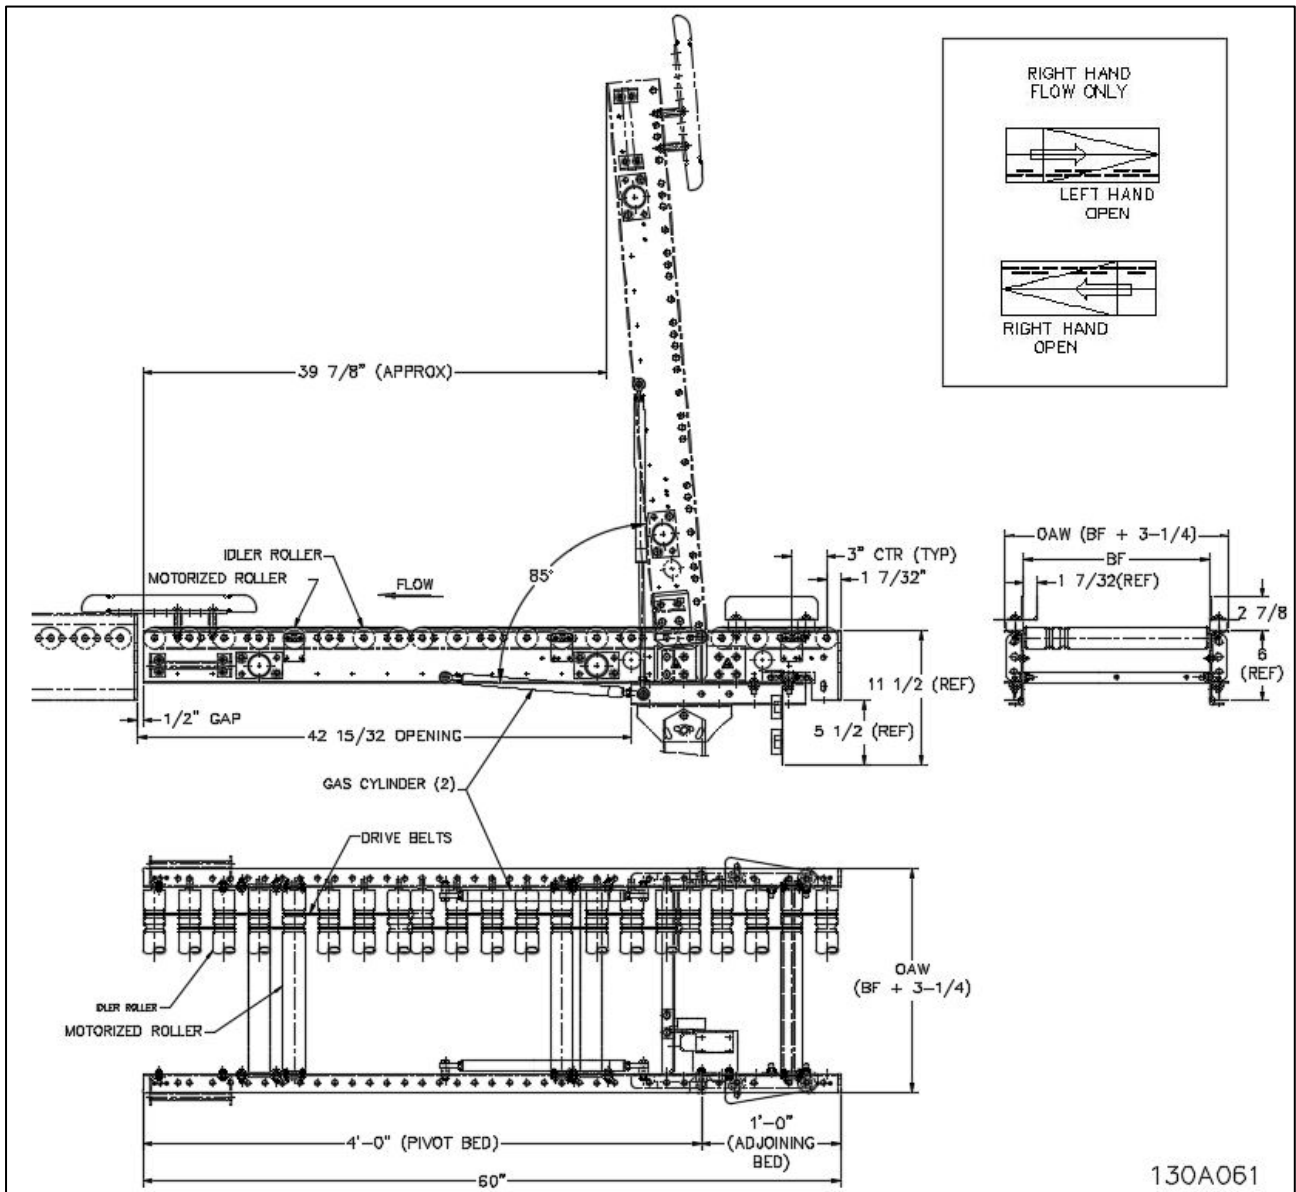 RIGHT HAND
FLOW ONLY
LEFT HAND
OPEN
RIGHT HAND
OPEN
39 7/8" (APPROX)
IDLER ROLLER
MOTORIZED ROLLER
FLOW
85°
3" CTR (TYP)
1 7/32"
OAW (BF + 3-1/4)
BF
1 7/32(REF)
2 7/8
6
(REF)
11 1/2 (REF)
5 1/2 (REF)
1/2" GAP
42 15/32 OPENING
GAS CYLINDER (2)
DRIVE BELTS
OAW
(BF + 3-1/4)
IDLER ROLLER
MOTORIZED ROLLER
4'-0" (PIVOT BED)
1'-0"
(ADJOINING
BED)
60"
130A061